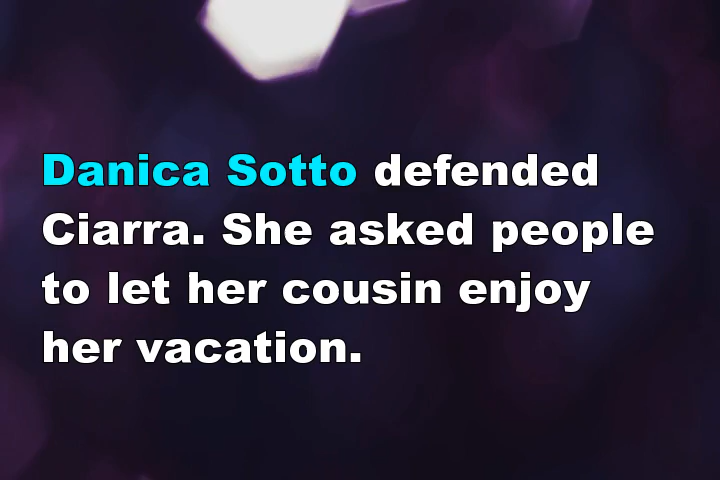 Danica Sotto defended
Ciarra. She asked people
to let her cousin enjoy
her vacation.